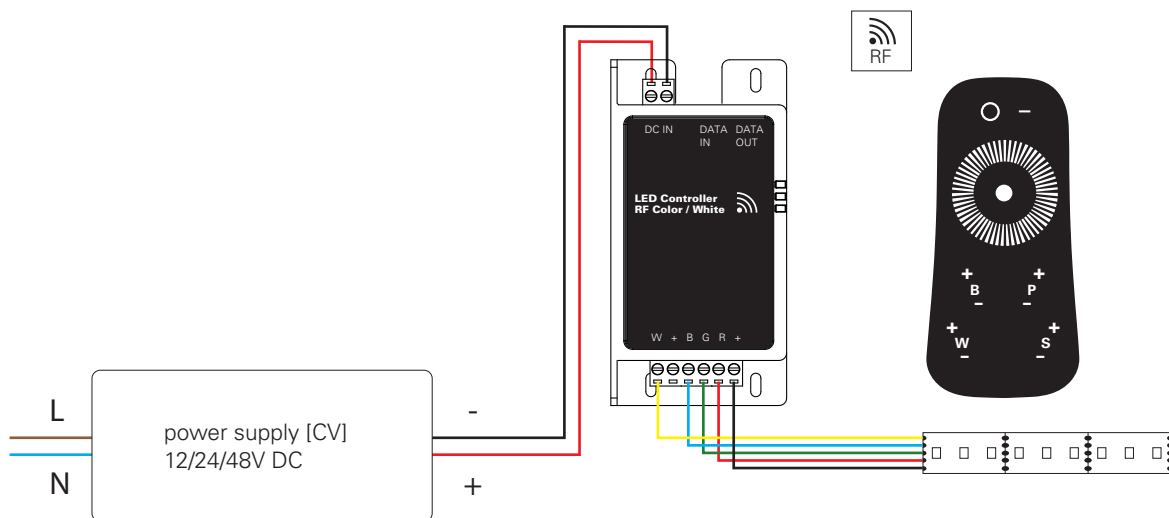 RF
DC IN DATA IN DATA OUT
LED Controller
RF Color / White
W + B G R +
−
+ B −
+ P −
+ W −
+ S −
L
N
power supply [CV]
12/24/48V DC
-
+